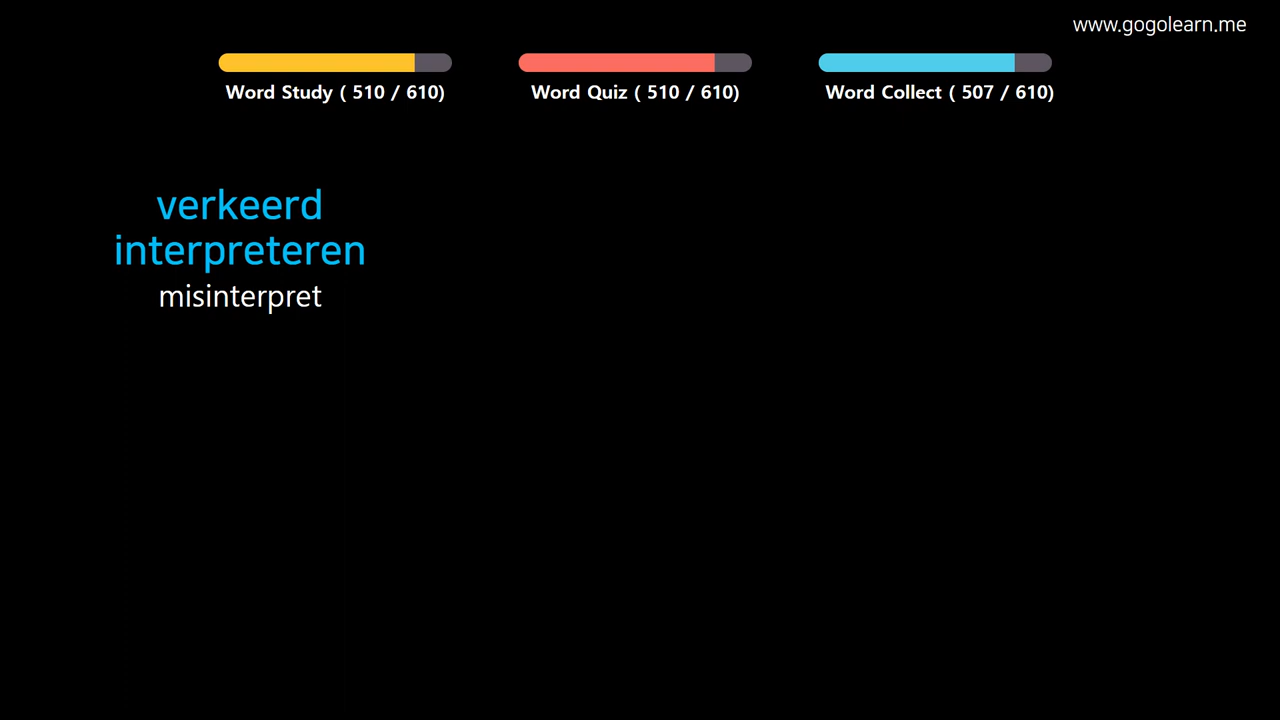 www.gogolearn.me
Word Study ( 510 / 610)
Word Quiz ( 510 / 610)
Word Collect ( 507 / 610)
verkeerd
interpreteren
misinterpret